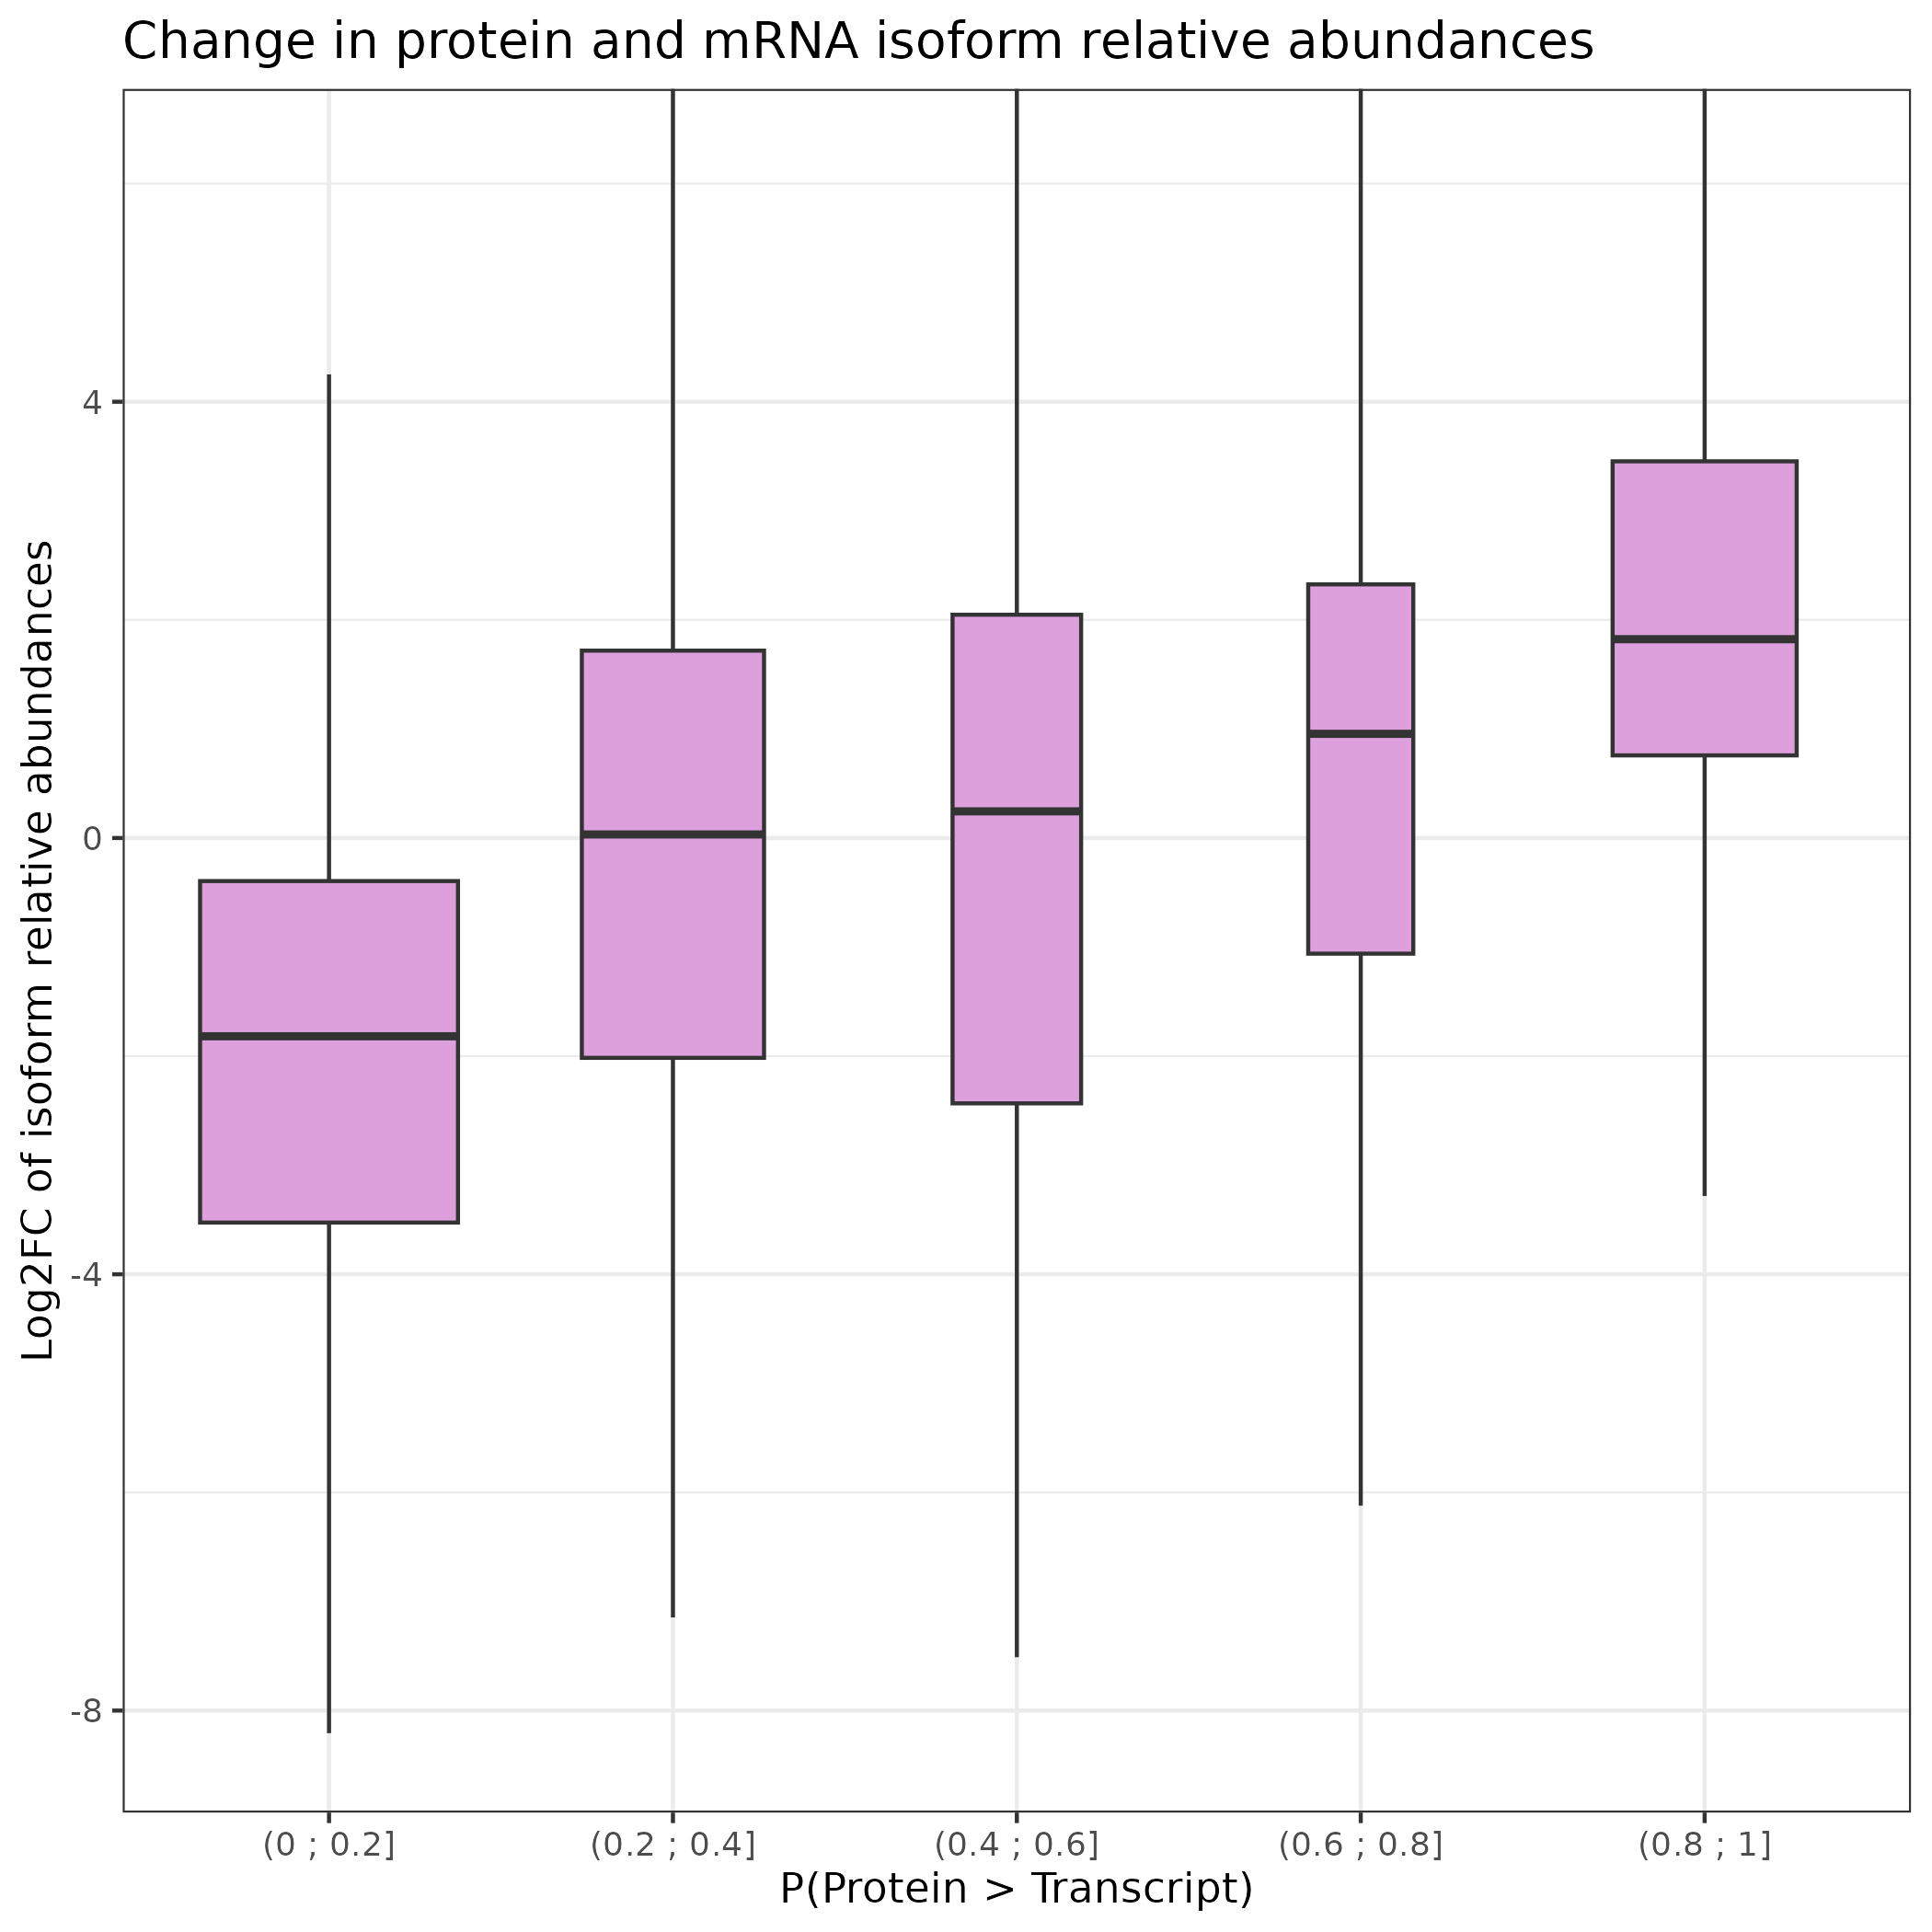 Change in protein and mRNA isoform relative abundances
Log2FC of isoform relative abundances
4
0
-4
-8
(0 ; 0.2]
(0.2 ; 0.4]
(0.4 ; 0.6]
(0.6 ; 0.8]
(0.8 ; 1]
P(Protein > Transcript)